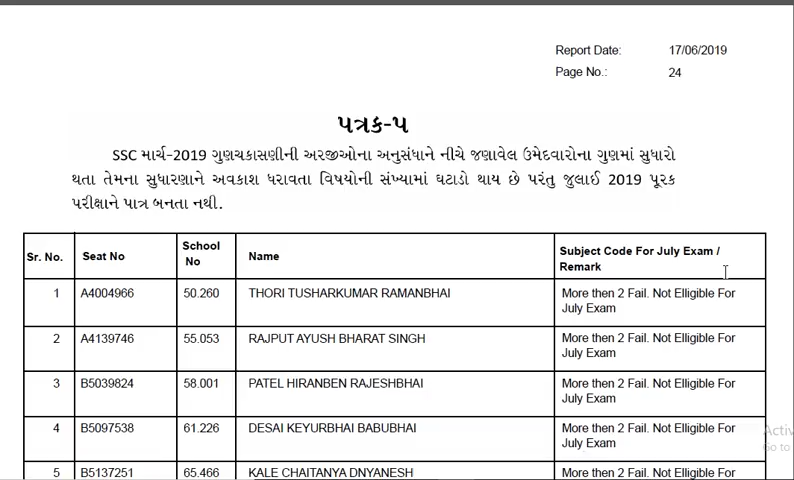 Report Date: 17/06/2019
Page No.: 24
પત્રક-૫
SSC માર્ચ-2019 ગુણચકાસણીની અરજીઓના અનુસંધાને નીચે જણાવેલ ઉમેદવારોના ગુણમાં સુધારો
થતા તેમના સુધારણાને અવકાશ ધરાવતા વિષયોની સંખ્યામાં ઘટાડો થાય છે પરંતુ જુલાઈ 2019 પૂરક
પરીક્ષાને પાત્ર બનતા નથી.
Sr. No. Seat No School No Name Subject Code For July Exam / Remark
1 A4004966 50.260 THORI TUSHARKUMAR RAMANBHAI More then 2 Fail. Not Elligible For
July Exam
2 A4139746 55.053 RAJPUT AYUSH BHARAT SINGH More then 2 Fail. Not Elligible For
July Exam
3 B5039824 58.001 PATEL HIRANBEN RAJESHBHAI More then 2 Fail. Not Elligible For
July Exam
4 B5097538 61.226 DESAI KEYURBHAI BABUBHAI More then 2 Fail. Not Elligible For
July Exam
5 B5137251 65.466 KALE CHAITANYA DNYANESH More then 2 Fail. Not Elligible For
Go to